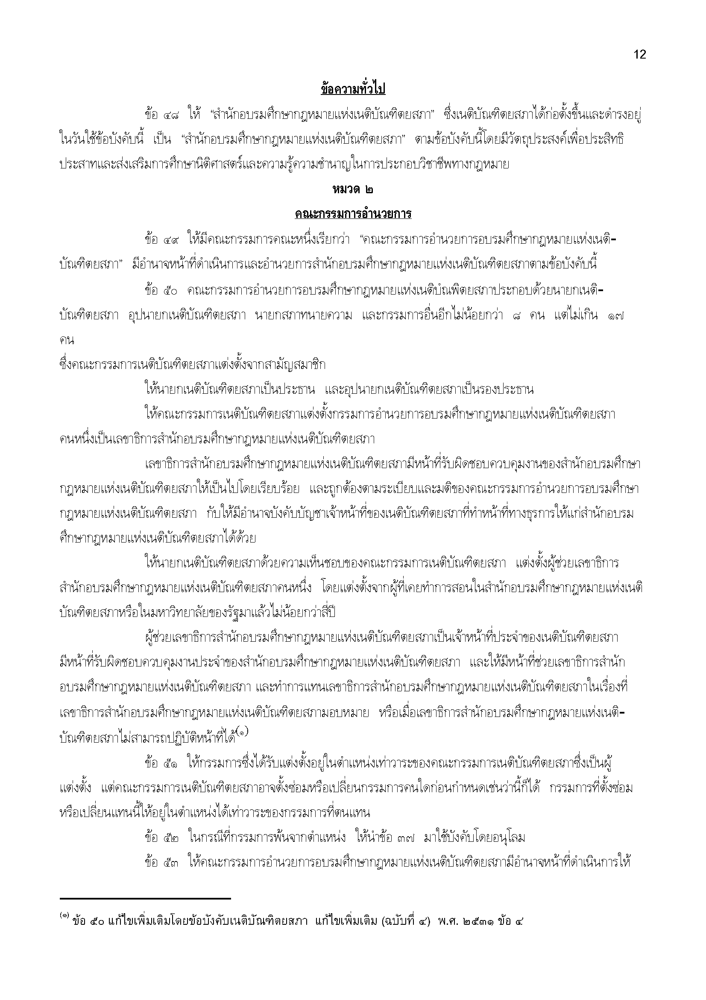 12
ข้อความทั่วไป
ข้อ ๔๘ ให้ “สำนักอบรมศึกษากฎหมายแห่งเนติบัณฑิตยสภา” ซึ่งเนติบัณฑิตยสภาได้ก่อตั้งขึ้นและดำรงอยู่
ในวันใช้ข้อบังคับนี้ เป็น “สำนักอบรมศึกษากฎหมายแห่งเนติบัณฑิตยสภา” ตามข้อบังคับนี้โดยมีวัตถุประสงค์เพื่อประสิทธิ
ประสาทและส่งเสริมการศึกษานิติศาสตร์และความรู้ความชำนาญในการประกอบวิชาชีพทางกฎหมาย
หมวด ๒
คณะกรรมการอำนวยการ
ข้อ ๔๙ ให้มีคณะกรรมการคณะหนึ่งเรียกว่า “คณะกรรมการอำนวยการอบรมศึกษากฎหมายแห่งเนติ-
บัณฑิตยสภา” มีอำนาจหน้าที่ดำเนินการและอำนวยการสำนักอบรมศึกษากฎหมายแห่งเนติบัณฑิตยสภาตามข้อบังคับนี้
ข้อ ๕๐ คณะกรรมการอำนวยการอบรมศึกษากฎหมายแห่งเนติบํณพิตยสภาประกอบด้วยนายกเนติ-
บัณฑิตยสภา อุปนายกเนติบัณฑิตยสภา นายกสภาทนายความ และกรรมการอื่นอีกไม่น้อยกว่า ๘ คน แต่ไม่เกิน ๑๗
คน
ซึ่งคณะกรรมการเนติบัณฑิตยสภาแต่งตั้งจากสามัญสมาชิก
ให้นายกเนติบัณฑิตยสภาเป็นประธาน และอุปนายกเนติบัณฑิตยสภาเป็นรองประธาน
ให้คณะกรรมการเนติบัณฑิตยสภาแต่งตั้งกรรมการอำนวยการอบรมศึกษากฎหมายแห่งเนติบัณฑิตยสภา
คนหนึ่งเป็นเลขาธิการสำนักอบรมศึกษากฎหมายแห่งเนติบัณฑิตยสภา
เลขาธิการสำนักอบรมศึกษากฎหมายแห่งเนติบัณฑิตยสภามีหน้าที่รับผิดชอบควบคุมงานของสำนักอบรมศึกษา
กฎหมายแห่งเนติบัณฑิตยสภาให้เป็นไปโดยเรียบร้อย และถูกต้องตามระเบียบและมติของคณะกรรมการอำนวยการอบรมศึกษา
กฎหมายแห่งเนติบัณฑิตยสภา กับให้มีอำนาจบังคับบัญชาเจ้าหน้าที่ของเนติบัณฑิตยสภาที่ทำหน้าที่ทางธุรการให้แก่สำนักอบรม
ศึกษากฎหมายแห่งเนติบัณฑิตยสภาได้ด้วย
ให้นายกเนติบัณฑิตยสภาด้วยความเห็นชอบของคณะกรรมการเนติบัณฑิตยสภา แต่งตั้งผู้ช่วยเลขาธิการ
สำนักอบรมศึกษากฎหมายแห่งเนติบัณฑิตยสภาคนหนึ่ง โดยแต่งตั้งจากผู้ที่เคยทำการสอนในสำนักอบรมศึกษากฎหมายแห่งเนติ
บัณฑิตยสภาหรือในมหาวิทยาลัยของรัฐมาแล้วไม่น้อยกว่าสี่ปี
ผู้ช่วยเลขาธิการสำนักอบรมศึกษากฎหมายแห่งเนติบัณฑิตยสภาเป็นเจ้าหน้าที่ประจำของเนติบัณฑิตยสภา
มีหน้าที่รับผิดชอบควบคุมงานประจำของสำนักอบรมศึกษากฎหมายแห่งเนติบัณฑิตยสภา และให้มีหน้าที่ช่วยเลขาธิการสำนัก
อบรมศึกษากฎหมายแห่งเนติบัณฑิตยสภา และทำการแทนเลขาธิการสำนักอบรมศึกษากฎหมายแห่งเนติบัณฑิตยสภาในเรื่องที่
เลขาธิการสำนักอบรมศึกษากฎหมายแห่งเนติบัณฑิตยสภามอบหมาย หรือเมื่อเลขาธิการสำนักอบรมศึกษากฎหมายแห่งเนติ-
บัณฑิตยสภาไม่สามารถปฏิบัติหน้าที่ได้(๑)
ข้อ ๕๑ ให้กรรมการซึ่งได้รับแต่งตั้งอยู่ในตำแหน่งเท่าวาระของคณะกรรมการเนติบัณฑิตยสภาซึ่งเป็นผู้
แต่งตั้ง แต่คณะกรรมการเนติบัณฑิตยสภาอาจตั้งซ่อมหรือเปลี่ยนกรรมการคนใดก่อนกำหนดเช่นว่านี้ก็ได้ กรรมการที่ตั้งซ่อม
หรือเปลี่ยนแทนนี้ให้อยู่ในตำแหน่งได้เท่าวาระของกรรมการที่ตนแทน
ข้อ ๕๒ ในกรณีที่กรรมการพ้นจากตำแหน่ง ให้นำข้อ ๓๗ มาใช้บังคับโดยอนุโลม
ข้อ ๕๓ ให้คณะกรรมการอำนวยการอบรมศึกษากฎหมายแห่งเนติบัณฑิตยสภามีอำนาจหน้าที่ดำเนินการให้
(๑) ข้อ ๕๐ แก้ไขเพิ่มเติมโดยข้อบังคับเนติบัณฑิตยสภา แก้ไขเพิ่มเติม (ฉบับที่ ๔) พ.ศ. ๒๕๓๑ ข้อ ๔